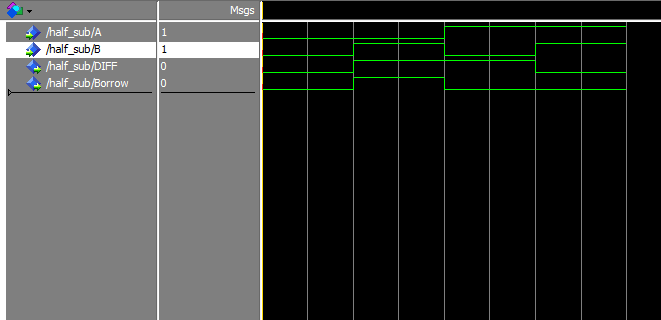 Msgs
/half_sub/A 1
/half_sub/B 1
/half_sub/DIFF 0
/half_sub/Borrow 0